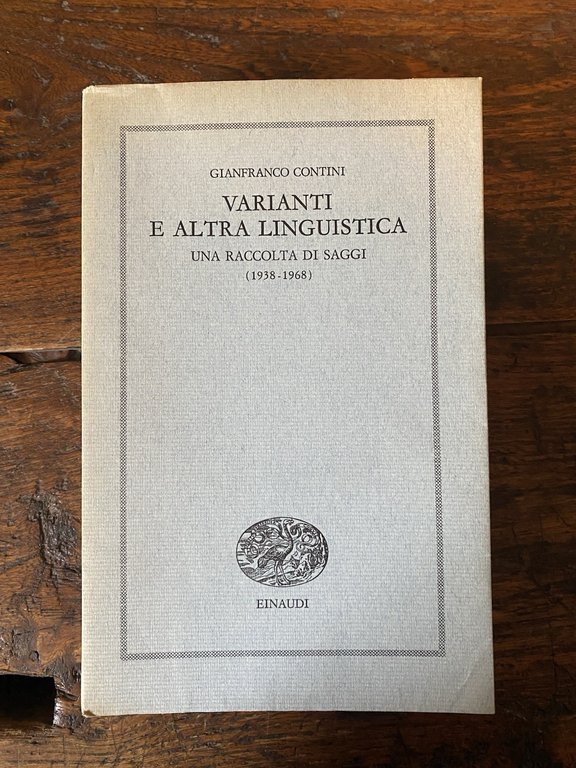 GIANFRANCO CONTINI
VARIANTI
E ALTRA LINGUISTICA
UNA RACCOLTA DI SAGGI
(1938-1968)
EINAUDI